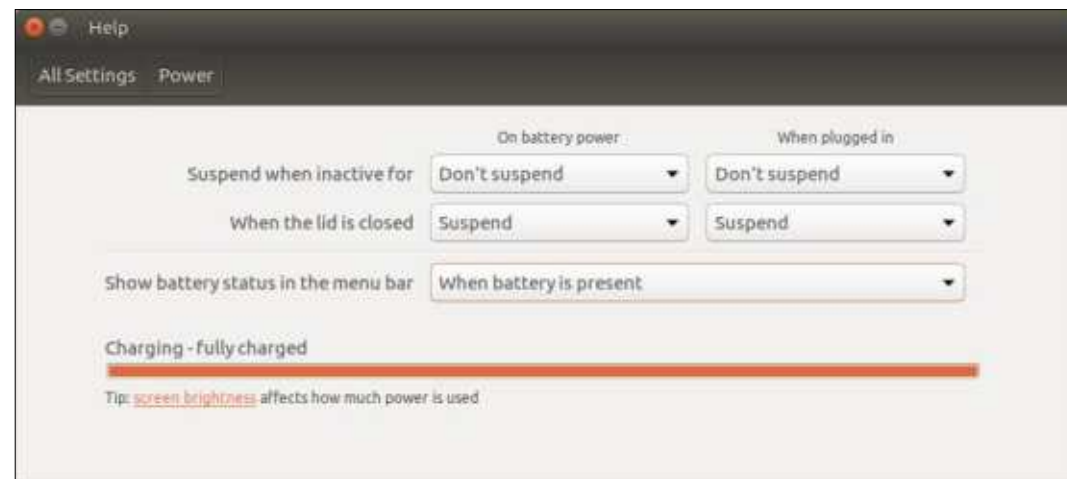 Help
All Settings Power
On battery power When plugged in
Suspend when inactive for Don't suspend Don't suspend
When the lid is closed Suspend Suspend
Show battery status in the menu bar When battery is present
Charging - fully charged
Tip: screen brightness affects how much power is used